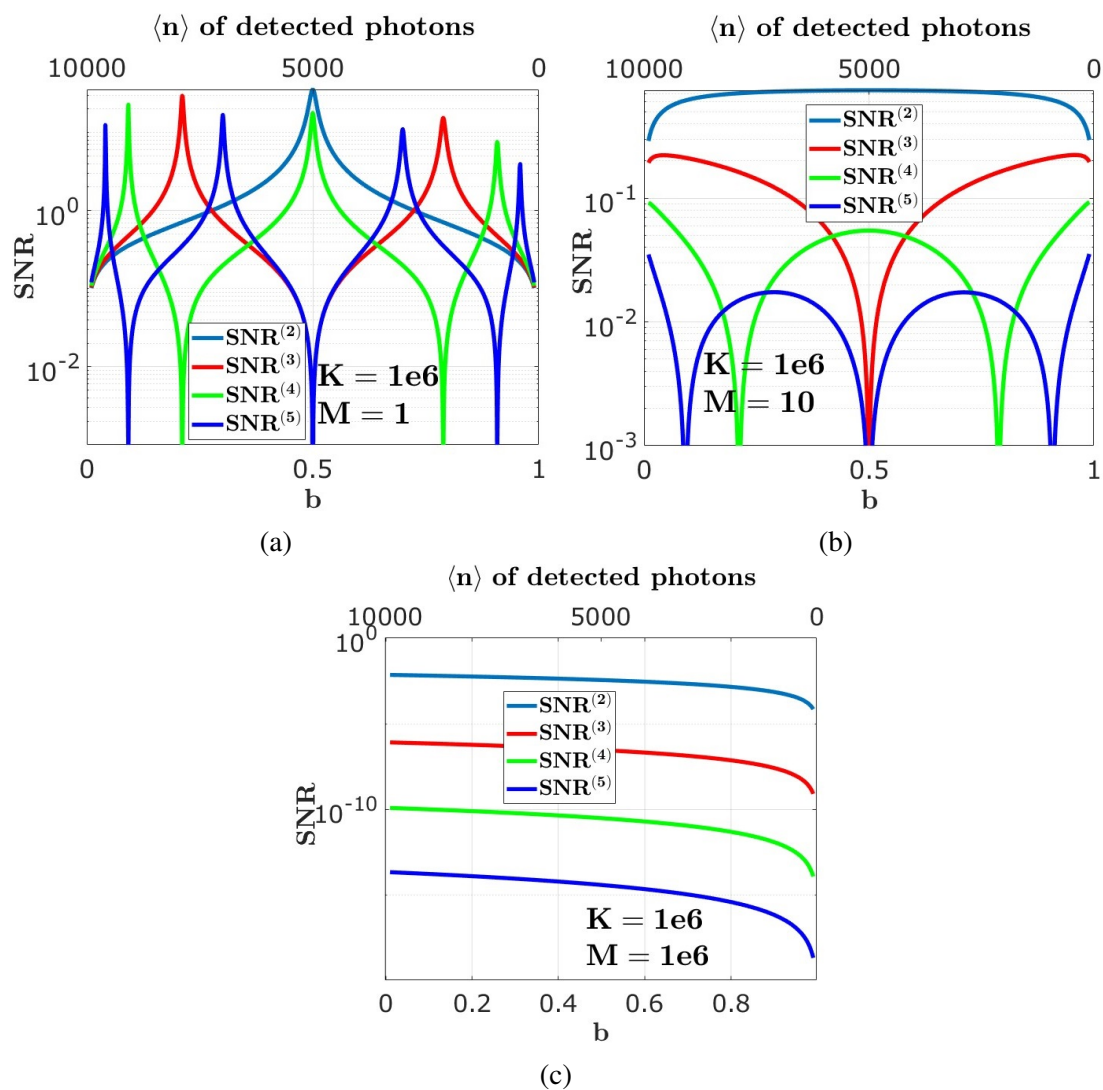 ⟨n⟩ of detected photons
10000 5000 0
10⁰
10⁻²
SNR
SNR⁽²⁾
SNR⁽³⁾
SNR⁽⁴⁾
SNR⁽⁵⁾
K = 1e6
M = 1
0 0.5 1
b
(a)
⟨n⟩ of detected photons
10000 5000 0
10⁻¹
10⁻²
10⁻³
SNR
SNR⁽²⁾
SNR⁽³⁾
SNR⁽⁴⁾
SNR⁽⁵⁾
K = 1e6
M = 10
0 0.5 1
b
(b)
⟨n⟩ of detected photons
10000 5000 0
10⁰
10⁻¹⁰
SNR
SNR⁽²⁾
SNR⁽³⁾
SNR⁽⁴⁾
SNR⁽⁵⁾
K = 1e6
M = 1e6
0 0.2 0.4 0.6 0.8
b
(c)